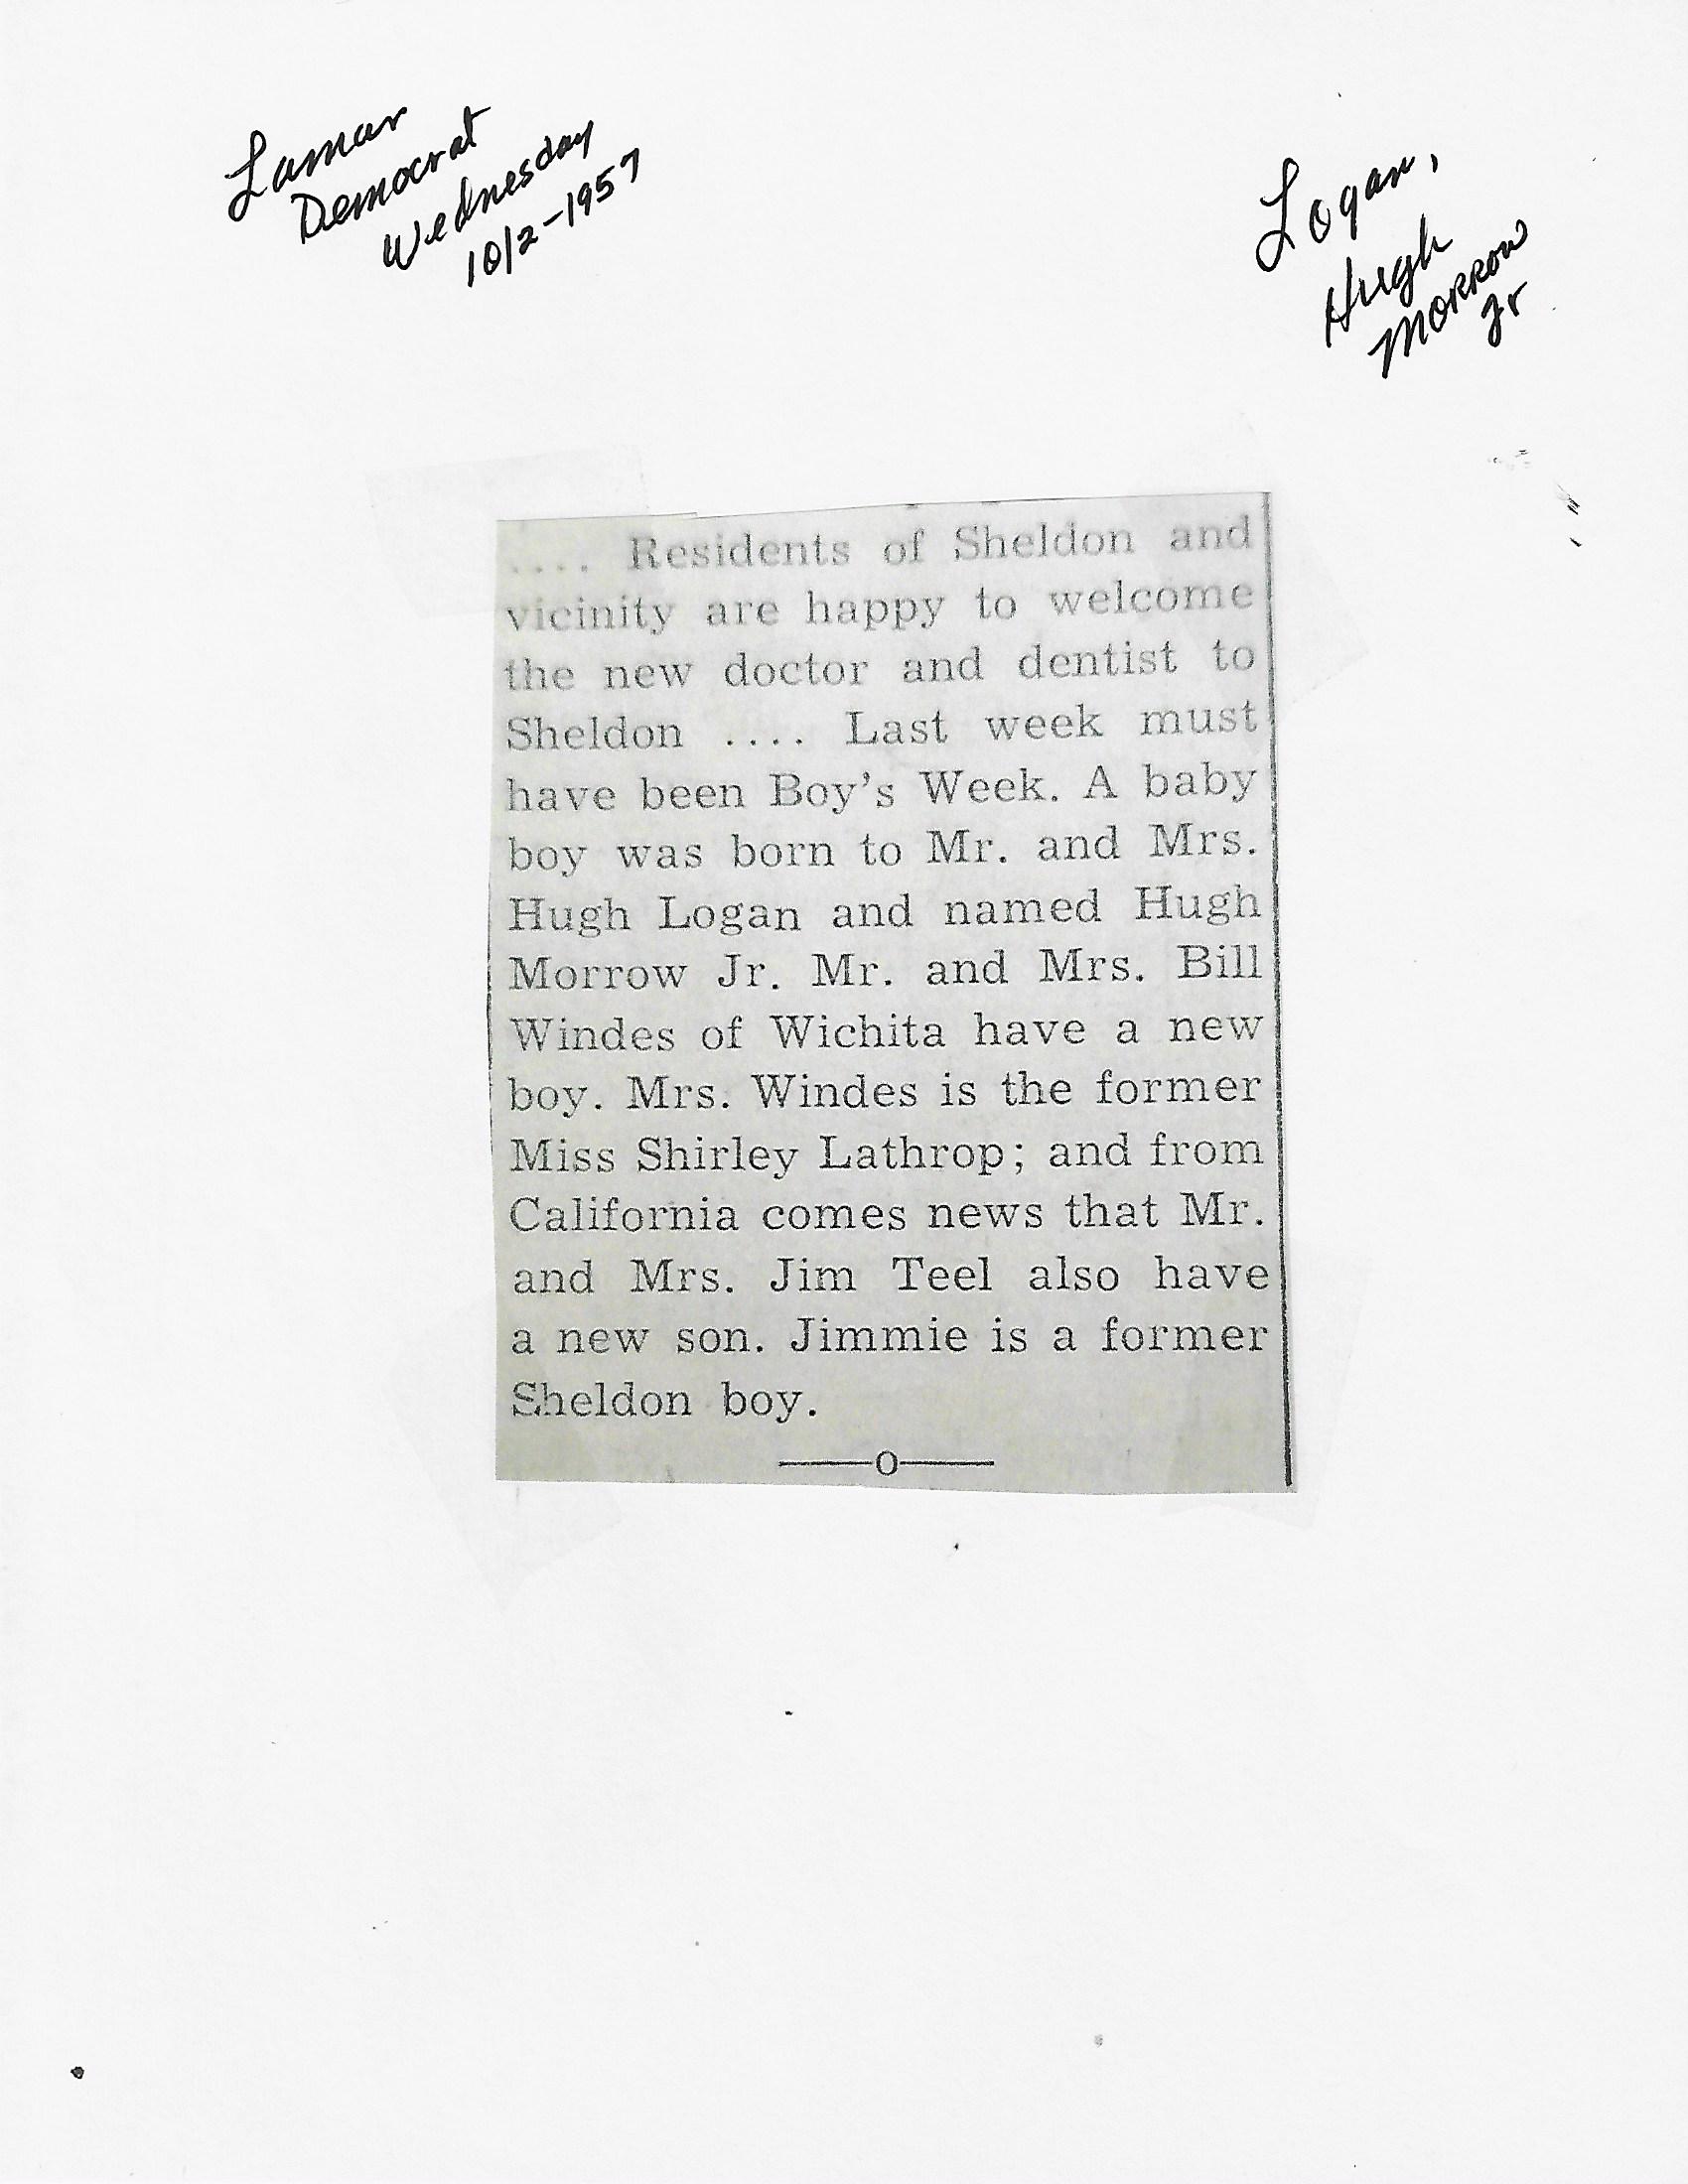 Lamar
Democrat
Wednesday
10/2-1957
Logan,
Hugh
Morrow
Jr
.... Residents of Sheldon and
vicinity are happy to welcome
the new doctor and dentist to
Sheldon .... Last week must
have been Boy's Week. A baby
boy was born to Mr. and Mrs.
Hugh Logan and named Hugh
Morrow Jr. Mr. and Mrs. Bill
Windes of Wichita have a new
boy. Mrs. Windes is the former
Miss Shirley Lathrop; and from
California comes news that Mr.
and Mrs. Jim Teel also have
a new son. Jimmie is a former
Sheldon boy.
——o——